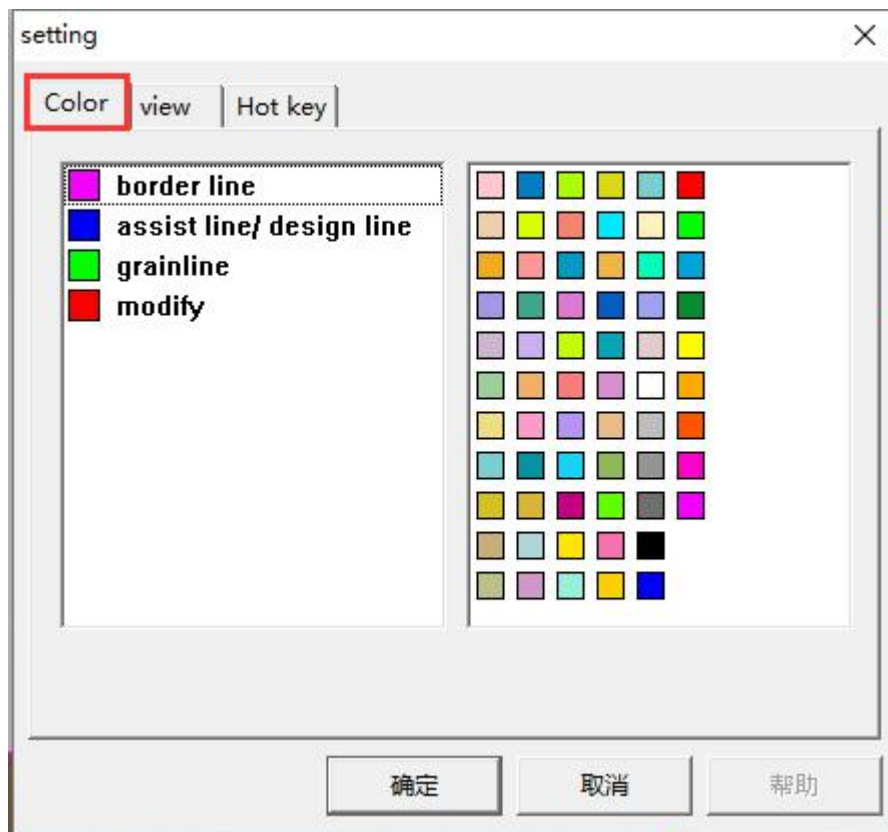 setting
Color view Hot key
border line
assist line/ design line
grainline
modify
确定 取消 帮助